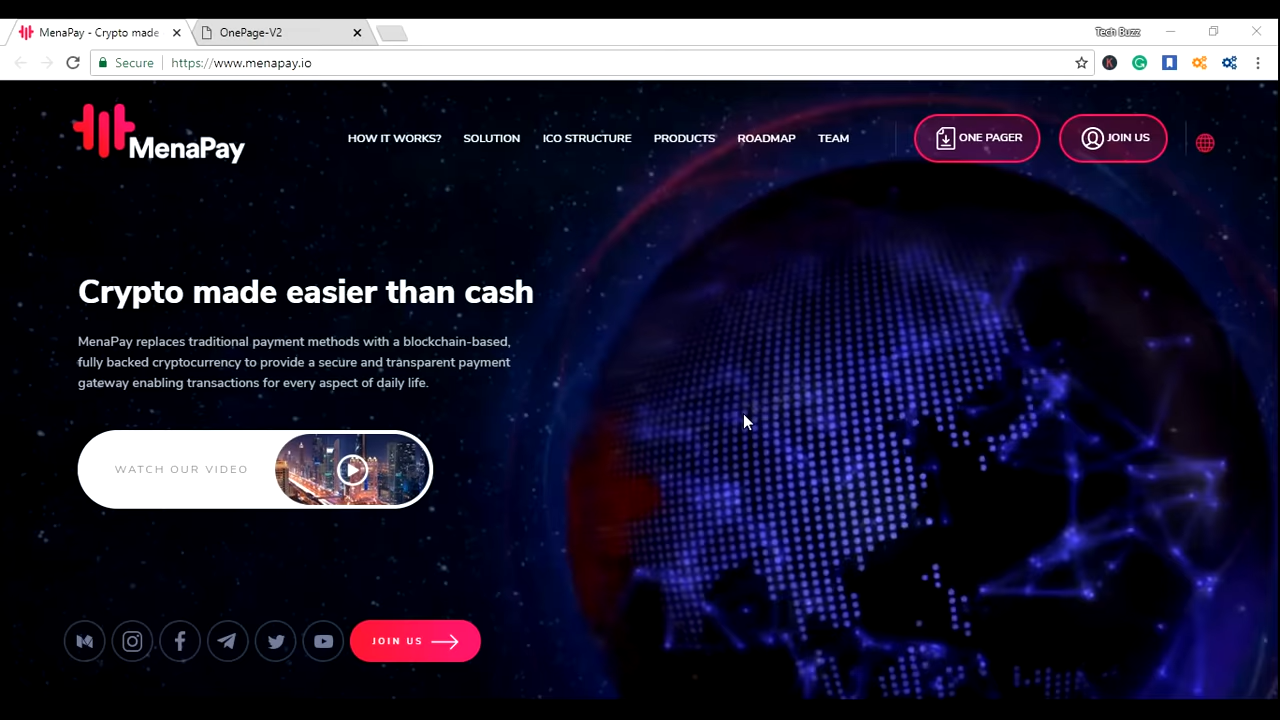 MenaPay - Crypto made
OnePage-V2
Tech Buzz
Secure
https://www.menapay.io
MenaPay
HOW IT WORKS?
SOLUTION
ICO STRUCTURE
PRODUCTS
ROADMAP
TEAM
ONE PAGER
JOIN US
Crypto made easier than cash
MenaPay replaces traditional payment methods with a blockchain-based,
fully backed cryptocurrency to provide a secure and transparent payment
gateway enabling transactions for every aspect of daily life.
WATCH OUR VIDEO
JOIN US